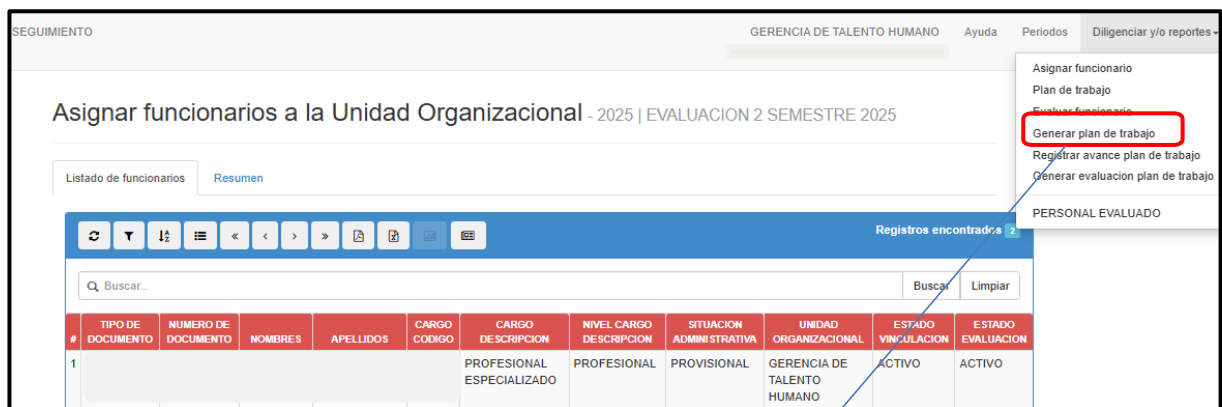 SEGUIMIENTO GERENCIA DE TALENTO HUMANO Ayuda Periodos Diligenciar y/o reportes
Asignar funcionario
Plan de trabajo
Evaluar funcionario
Generar plan de trabajo
Registrar avance plan de trabajo
Generar evaluacion plan de trabajo
PERSONAL EVALUADO
Asignar funcionarios a la Unidad Organizacional - 2025 | EVALUACION 2 SEMESTRE 2025
Listado de funcionarios Resumen
Registros encontrados 2
Buscar... Buscar Limpiar
# TIPO DE DOCUMENTO NUMERO DE DOCUMENTO NOMBRES APELLIDOS CARGO CODIGO CARGO DESCRIPCION NIVEL CARGO DESCRIPCION SITUACION ADMINISTRATIVA UNIDAD ORGANIZACIONAL ESTADO VINCULACION ESTADO EVALUACION
1 PROFESIONAL ESPECIALIZADO PROFESIONAL PROVISIONAL GERENCIA DE TALENTO HUMANO ACTIVO ACTIVO